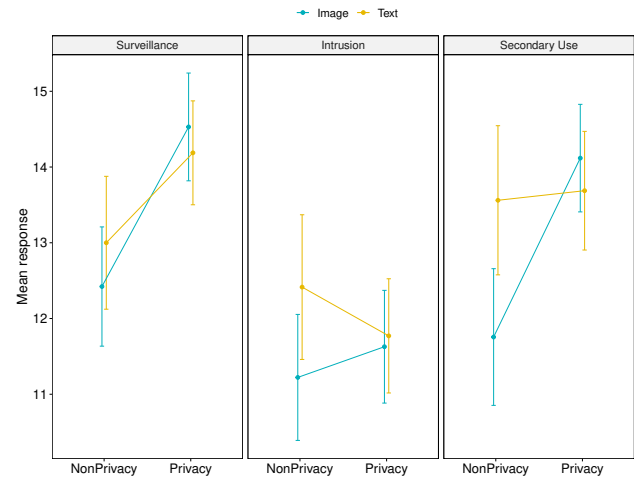 Image Text
Surveillance Intrusion Secondary Use
Mean response
15
14
13
12
11
NonPrivacy Privacy NonPrivacy Privacy NonPrivacy Privacy